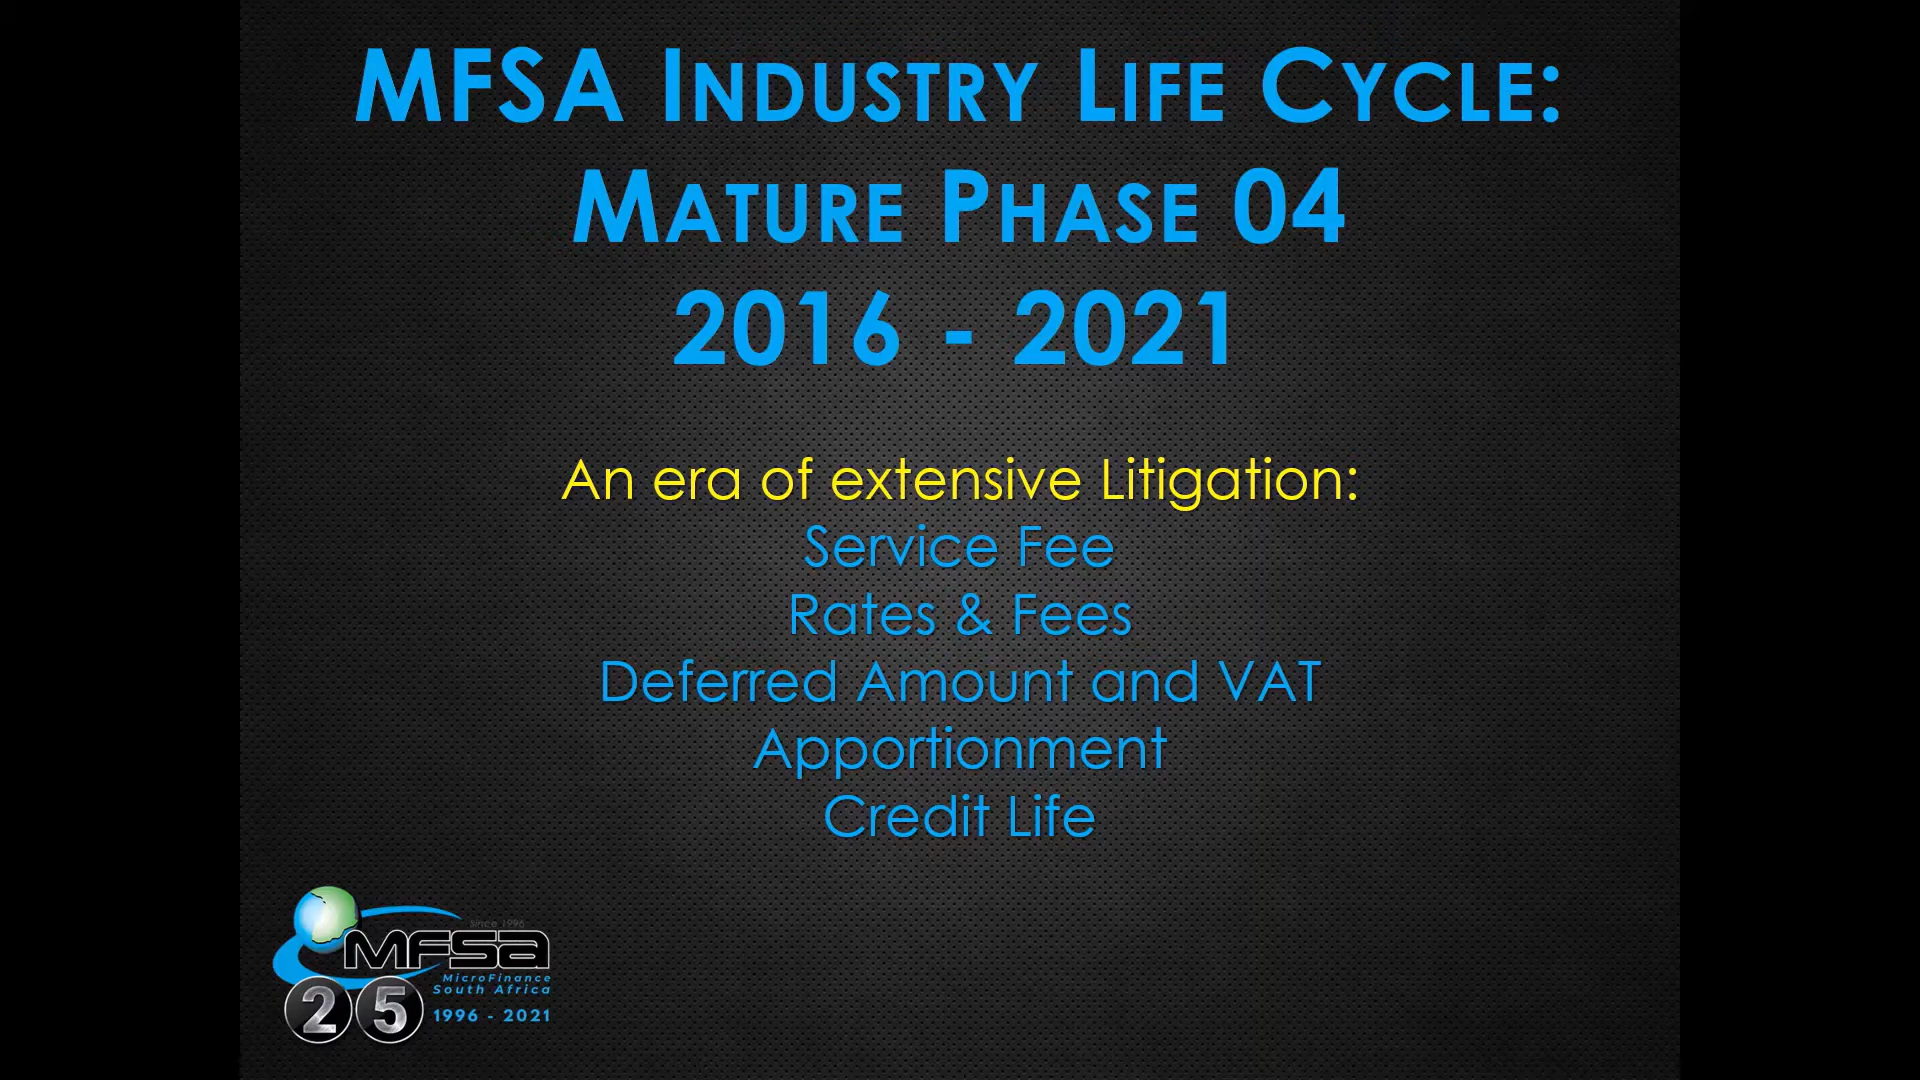 MFSA Industry Life Cycle:
Mature Phase 04
2016 - 2021
An era of extensive Litigation:
Service Fee
Rates & Fees
Deferred Amount and VAT
Apportionment
Credit Life
Since 1996
MFSa
MicroFinance
South Africa
25
1996 - 2021